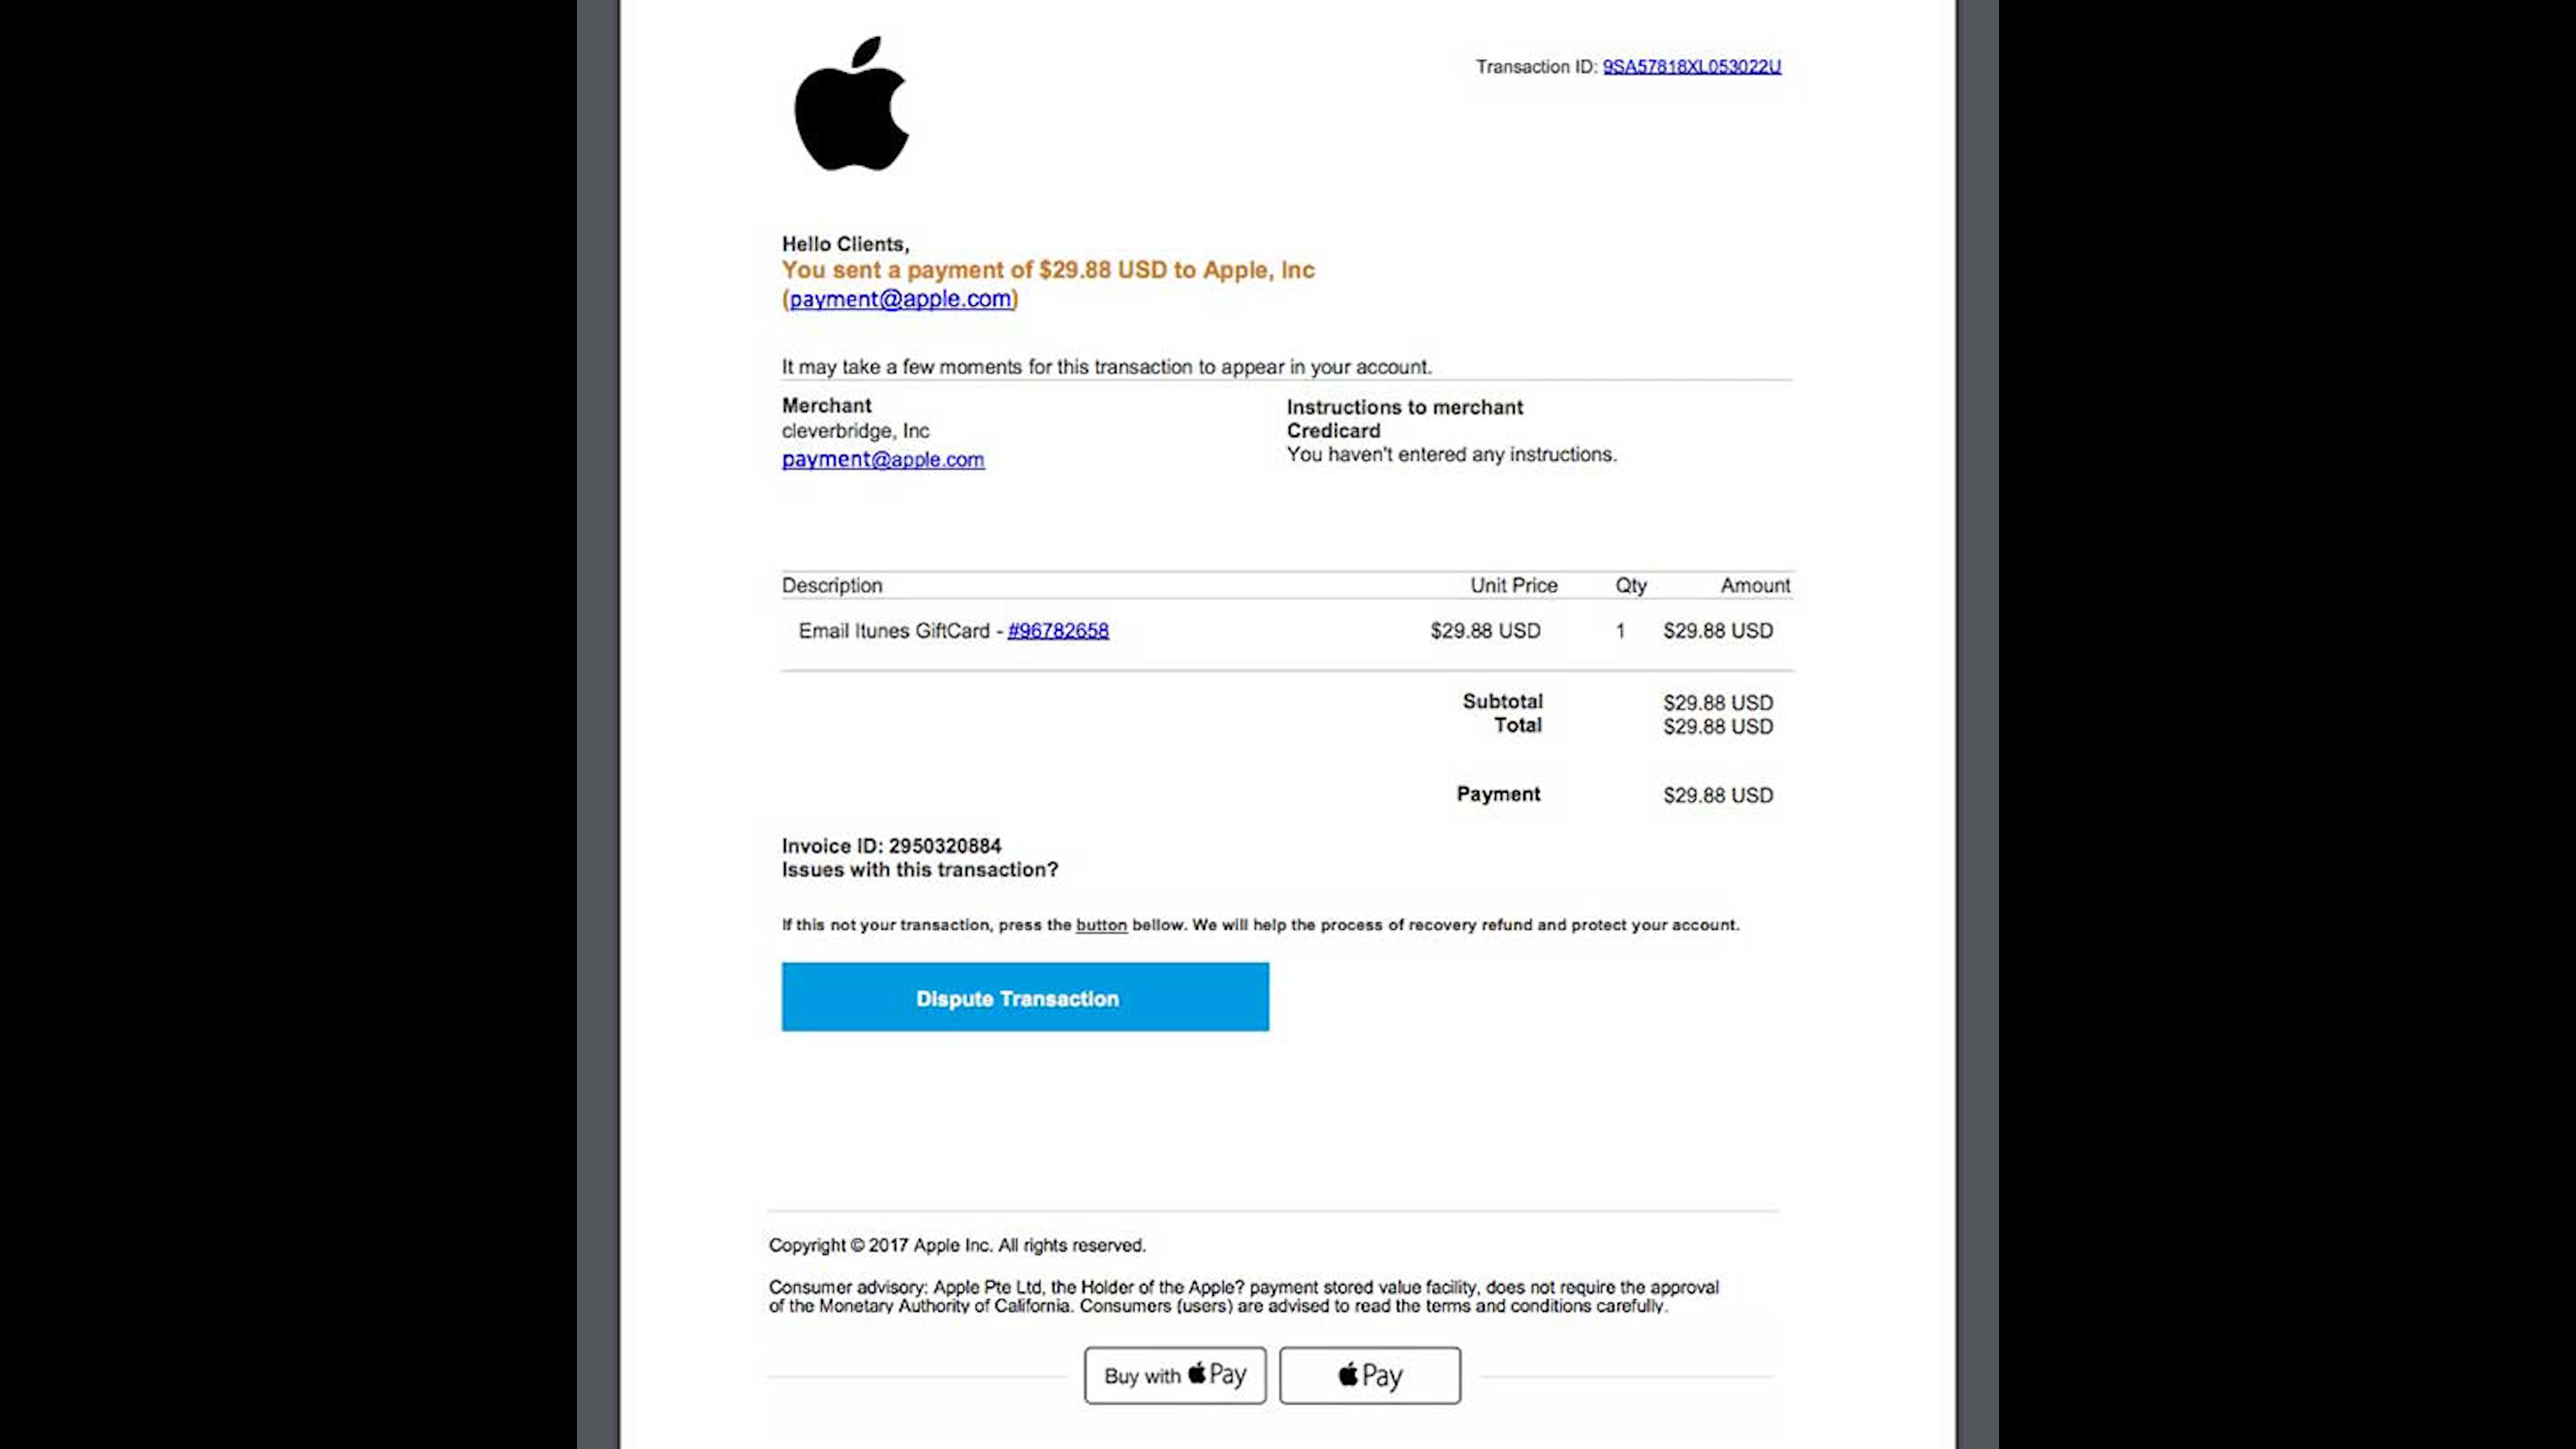 Transaction ID: 9SA57818XL053022U
Hello Clients,
You sent a payment of $29.88 USD to Apple, Inc
(payment@apple.com)
It may take a few moments for this transaction to appear in your account.
Merchant
cleverbridge, Inc
payment@apple.com
Instructions to merchant
Credicard
You haven't entered any instructions.
Description Unit Price Qty Amount
Email Itunes GiftCard - #96782658 $29.88 USD 1 $29.88 USD
Subtotal $29.88 USD
Total $29.88 USD
Payment $29.88 USD
Invoice ID: 2950320884
Issues with this transaction?
If this not your transaction, press the button bellow. We will help the process of recovery refund and protect your account.
Dispute Transaction
Copyright © 2017 Apple Inc. All rights reserved.
Consumer advisory: Apple Pte Ltd, the Holder of the Apple? payment stored value facility, does not require the approval
of the Monetary Authority of California. Consumers (users) are advised to read the terms and conditions carefully.
Buy with Pay Pay